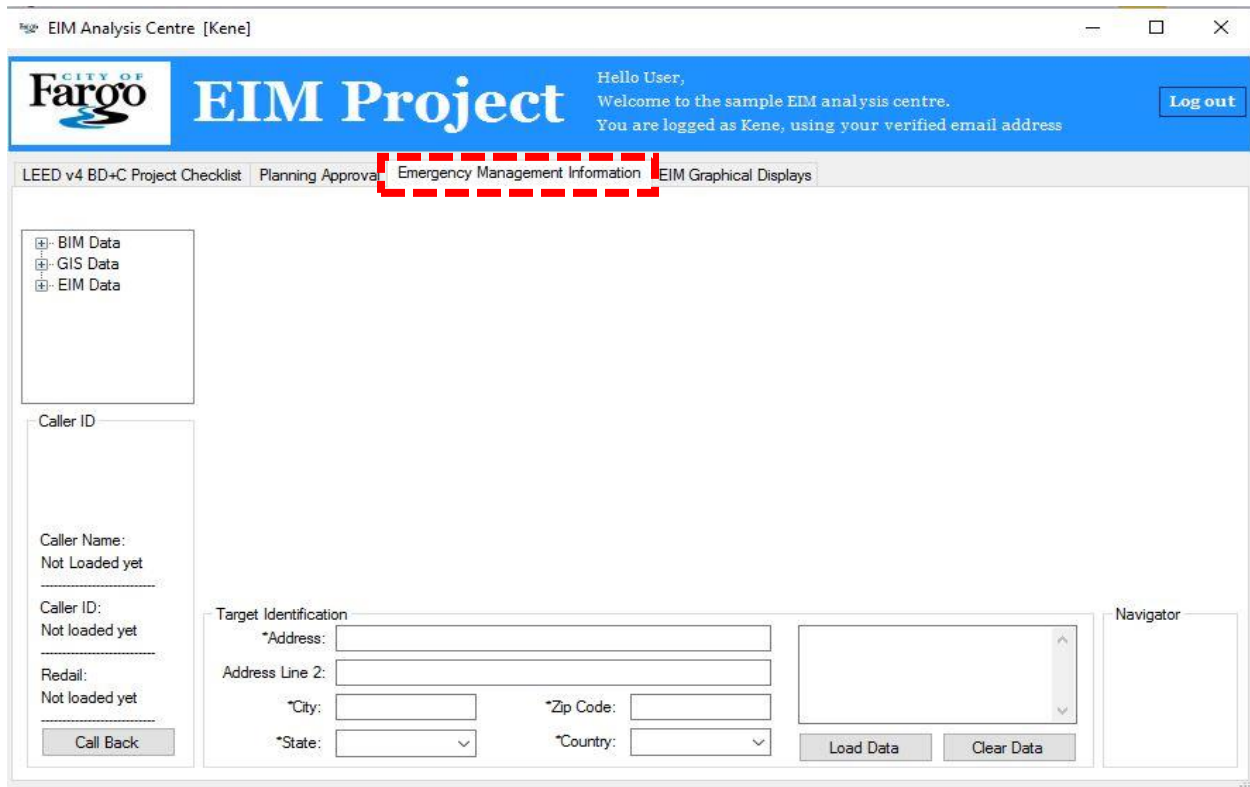 EIM Analysis Centre [Kene]
CITY OF
Fargo
EIM Project
Hello User,
Welcome to the sample EIM analysis centre.
You are logged as Kene, using your verified email address
Log out
LEED v4 BD+C Project Checklist Planning Approval Emergency Management Information EIM Graphical Displays
BIM Data
GIS Data
EIM Data
Caller ID
Caller Name:
Not Loaded yet
Caller ID:
Not loaded yet
Redail:
Not loaded yet
Call Back
Target Identification
*Address:
Address Line 2:
*City:
*Zip Code:
*State:
*Country:
Load Data
Clear Data
Navigator